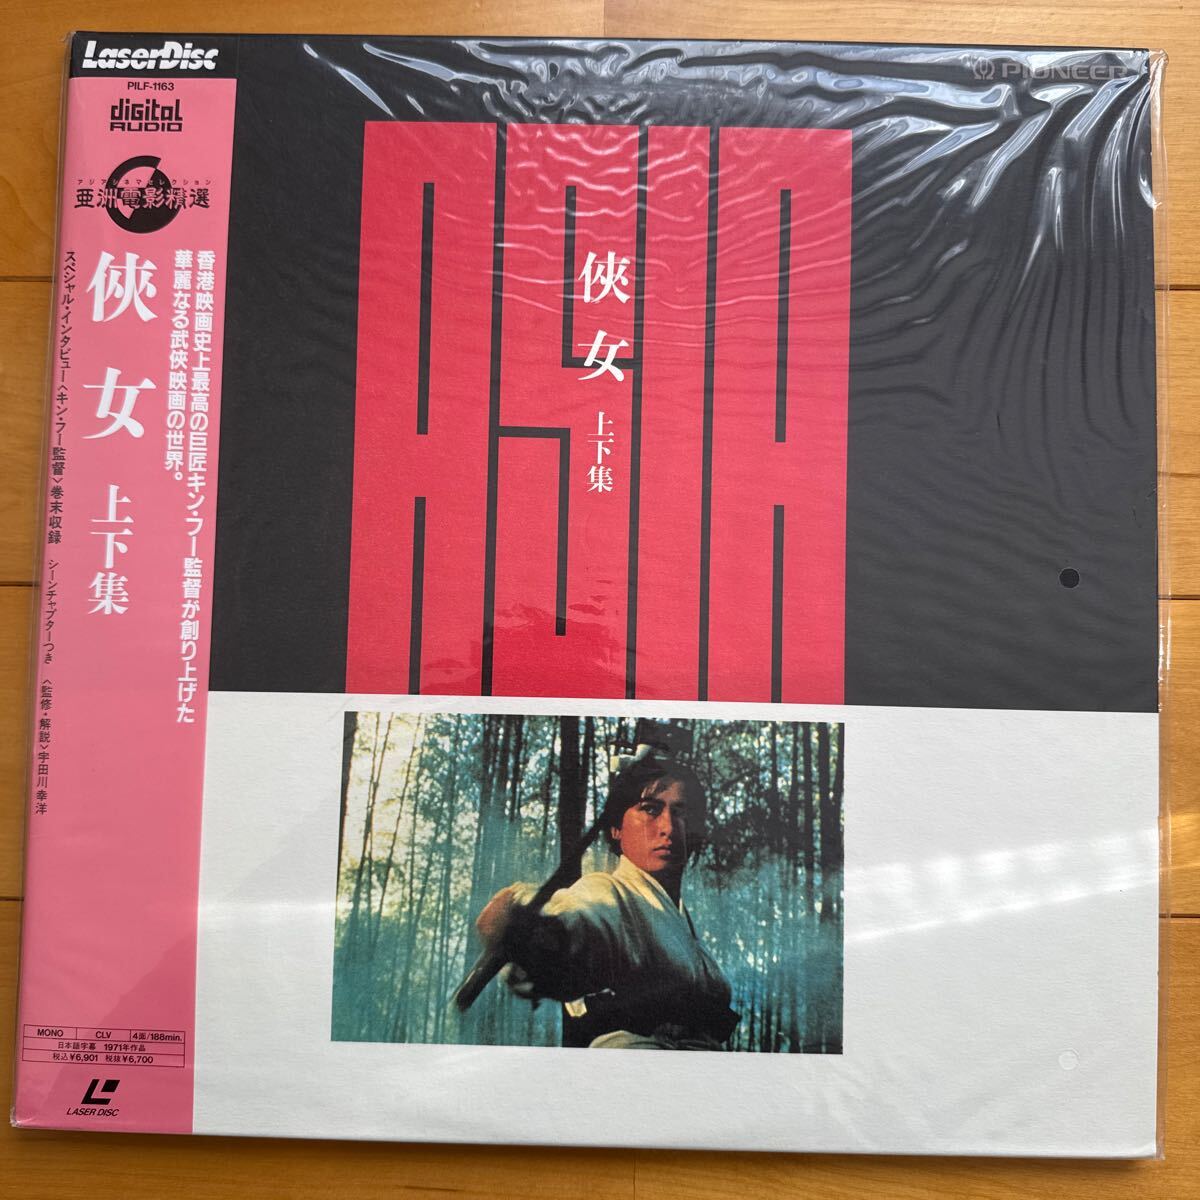 LaserDisc
PILF-1163
digital
AUDIO
アジアシネマセレクション
亜洲電影精選
香港映画史上最高の巨匠キン・フー監督が創り上げた
華麗なる武侠映画の世界。
俠女 上下集
スペシャル・インタビュー〈キン・フー監督〉巻末収録 シーンチャプターつき 〈監修・解説〉宇田川幸洋
MONO CLV 4面/188min.
日本語字幕 1971年作品
税込¥6,901 税抜¥6,700
LASER DISC
PIONEER
ASIA
俠女 上下集